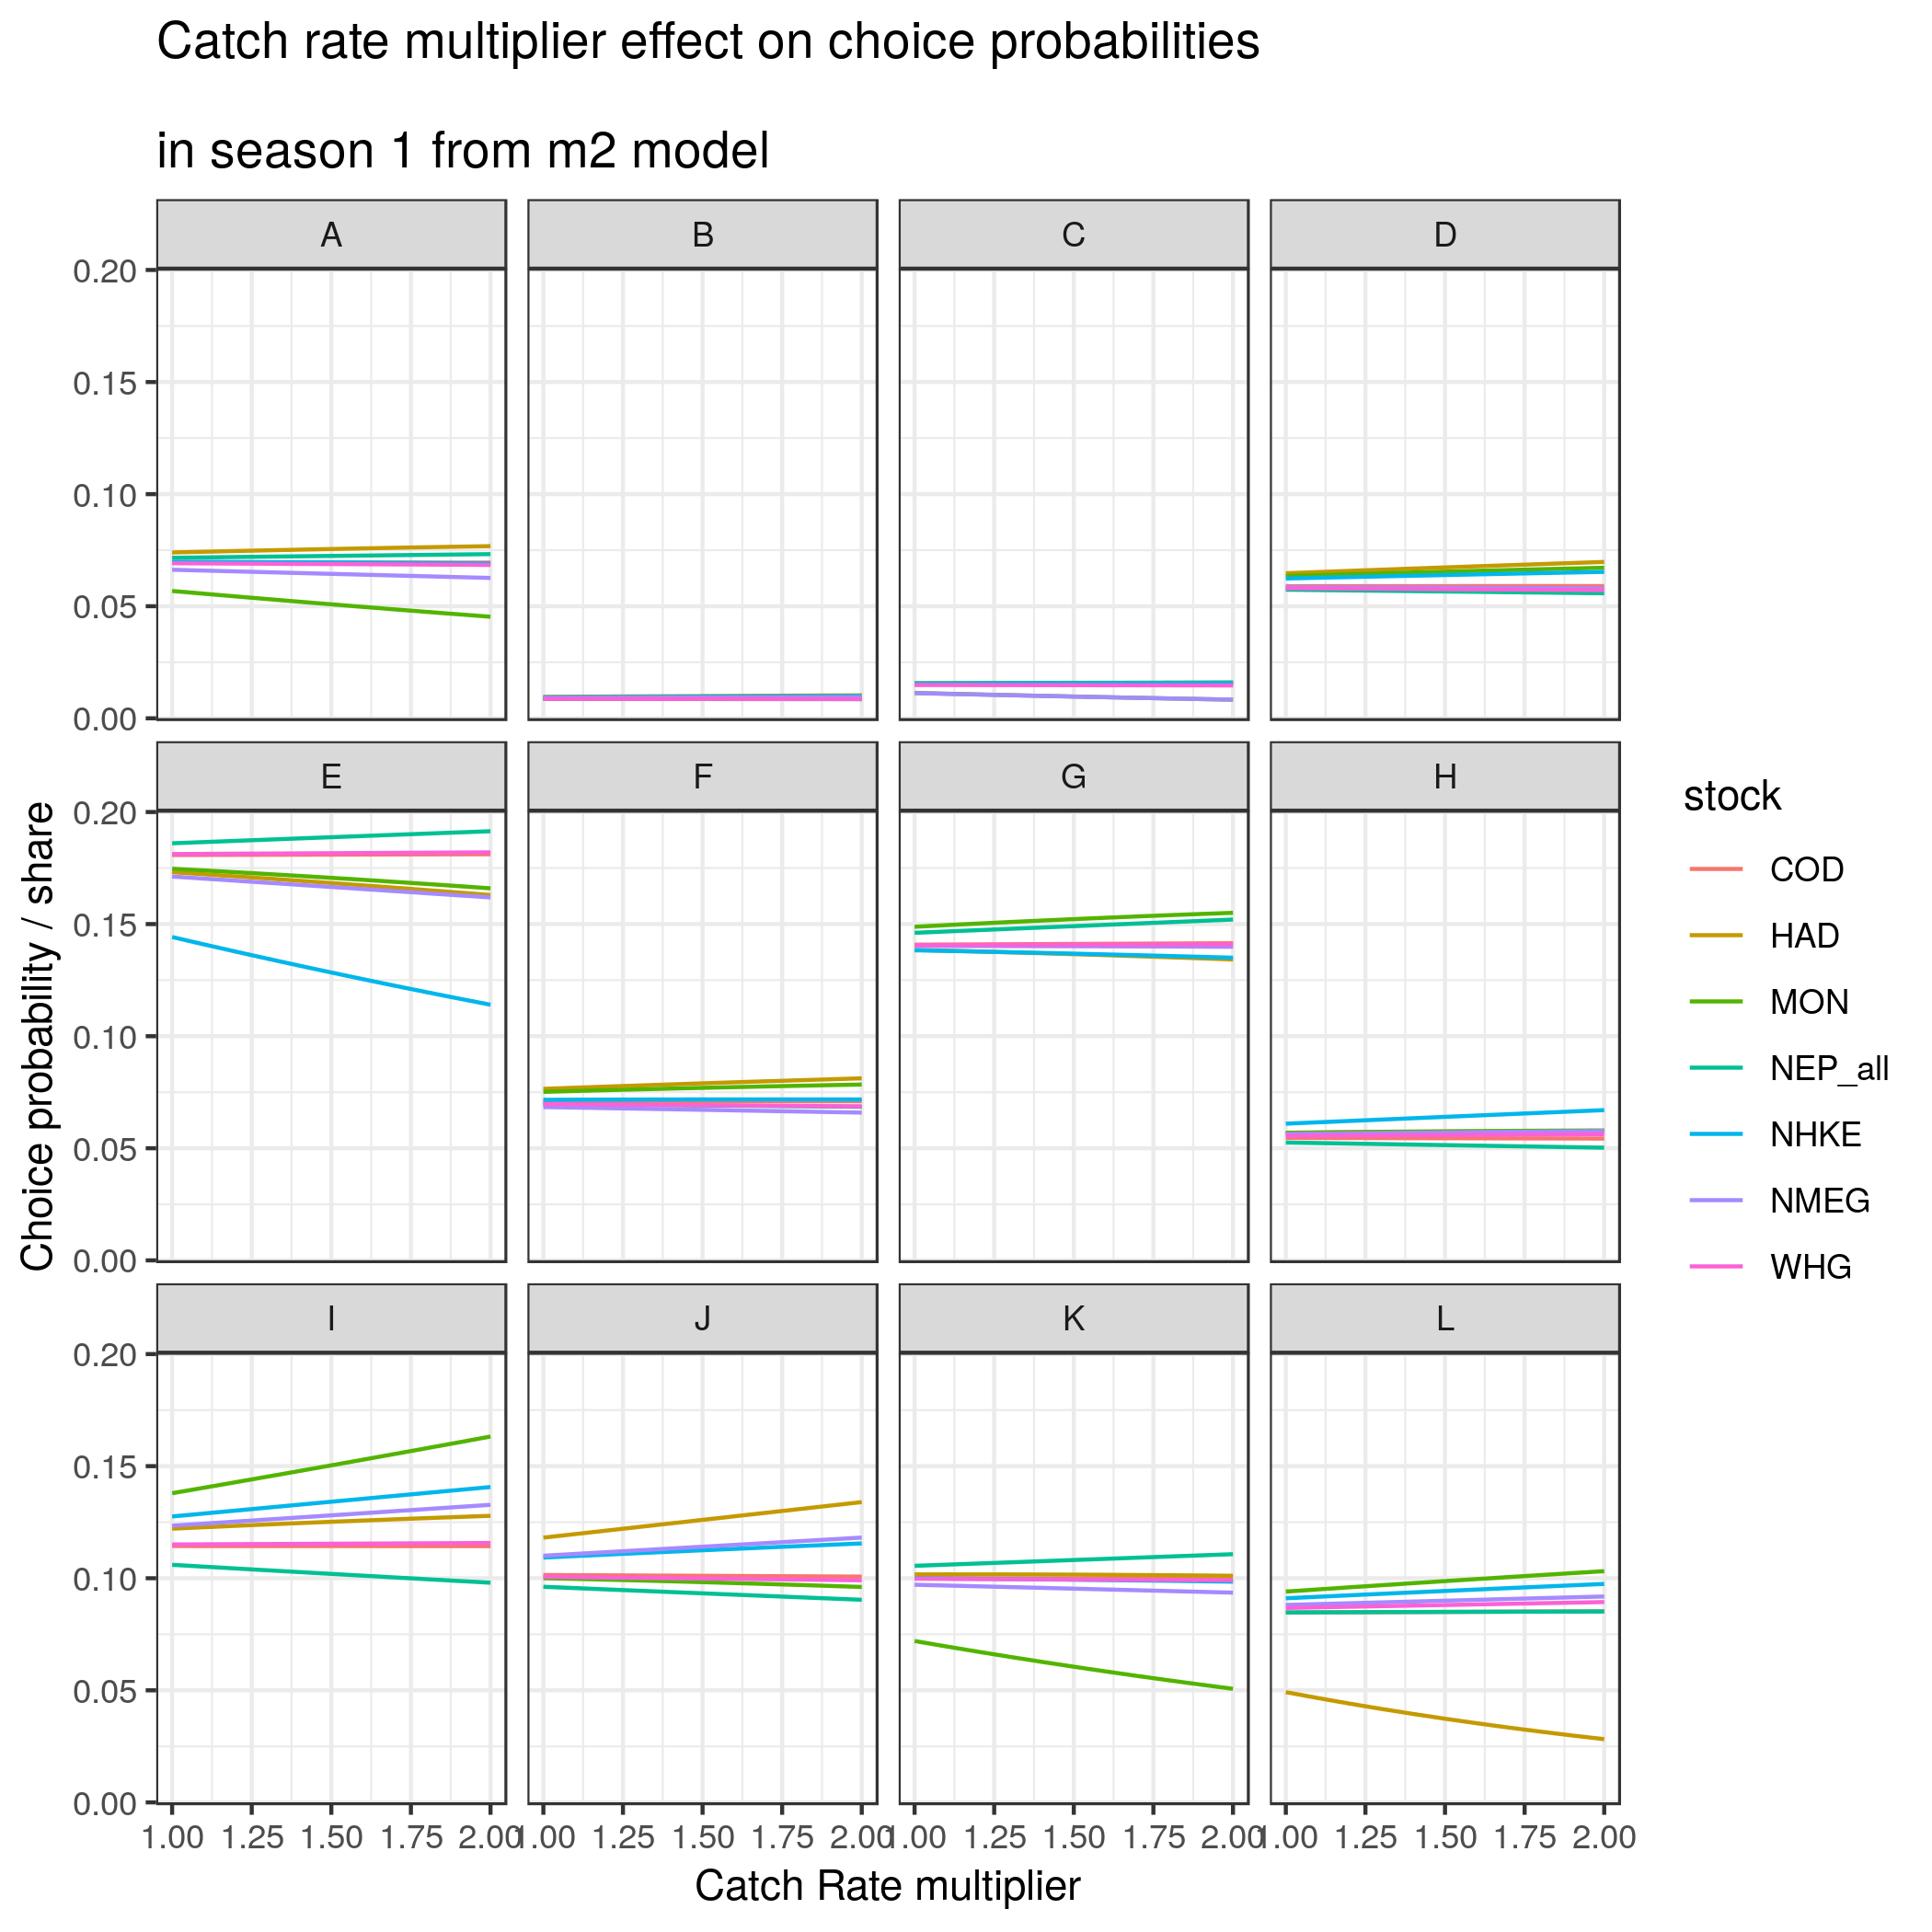 Catch rate multiplier effect on choice probabilities
in season 1 from m2 model
A B C D
0.20
0.15
0.10
0.05
0.00
E F G H
0.20
0.15
0.10
0.05
0.00
I J K L
0.20
0.15
0.10
0.05
0.00
1.00 1.25 1.50 1.75 2.00 1.00 1.25 1.50 1.75 2.00 1.00 1.25 1.50 1.75 2.00 1.00 1.25 1.50 1.75 2.00
Catch Rate multiplier
Choice probability / share
stock
COD
HAD
MON
NEP_all
NHKE
NMEG
WHG